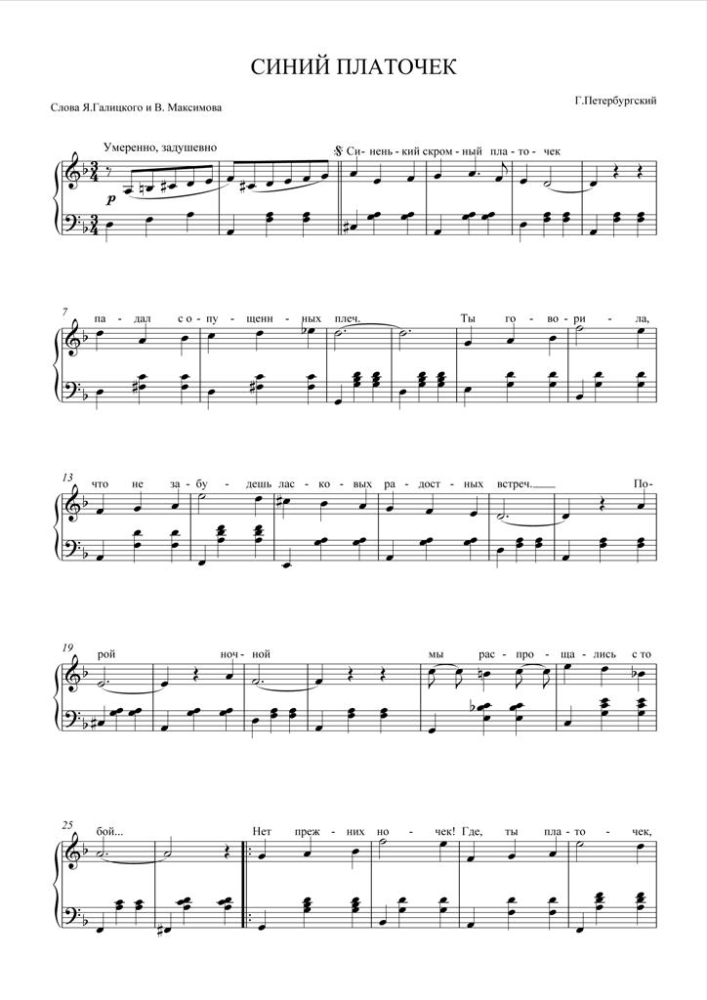 СИНИЙ ПЛАТОЧЕК
Слова Я.Галицкого и В. Максимова
Г.Петербургский
Умеренно, задушевно
Си- нень - кий скром - ный пла - то - чек
p
3/4
3/4
7
па - дал с о - пу - щенн - ных плеч. Ты го - во - ри - ла,
13
что не за - бу - дешь лас - ко - вых ра - дост - ных встреч. По-
19
рой ноч - ной мы рас - про - ща - лись с то
25
бой... Нет преж - них но - чек! Где, ты пла - то - чек,